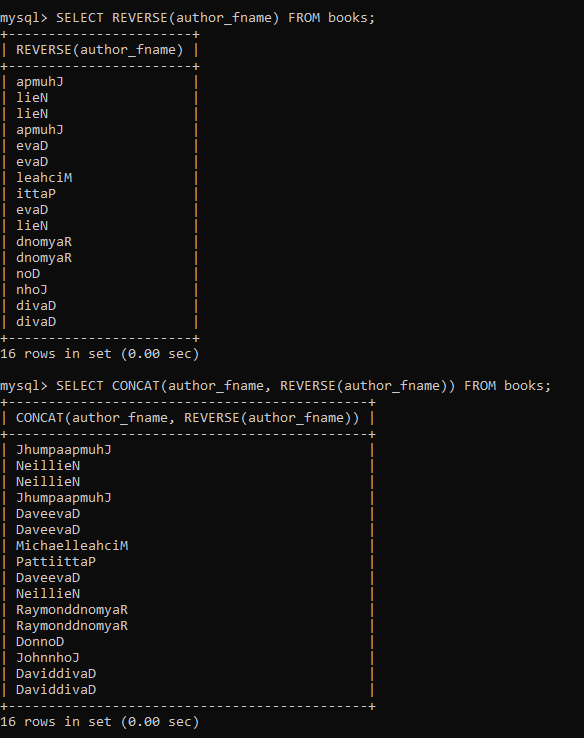 mysql> SELECT REVERSE(author_fname) FROM books;
+-----------------------+
| REVERSE(author_fname) |
+-----------------------+
| apmuhJ                |
| lieN                  |
| lieN                  |
| apmuhJ                |
| evaD                  |
| evaD                  |
| leahciM               |
| ittaP                 |
| evaD                  |
| lieN                  |
| dnomyaR               |
| dnomyaR               |
| noD                   |
| nhoJ                  |
| divaD                 |
| divaD                 |
+-----------------------+
16 rows in set (0.00 sec)

mysql> SELECT CONCAT(author_fname, REVERSE(author_fname)) FROM books;
+---------------------------------------------+
| CONCAT(author_fname, REVERSE(author_fname)) |
+---------------------------------------------+
| JhumpaapmuhJ                                |
| NeillieN                                    |
| NeillieN                                    |
| JhumpaapmuhJ                                |
| DaveevaD                                    |
| DaveevaD                                    |
| MichaelleahciM                              |
| PattiittaP                                  |
| DaveevaD                                    |
| NeillieN                                    |
| RaymonddnomyaR                              |
| RaymonddnomyaR                              |
| DonnoD                                      |
| JohnnhoJ                                    |
| DaviddivaD                                  |
| DaviddivaD                                  |
+---------------------------------------------+
16 rows in set (0.00 sec)